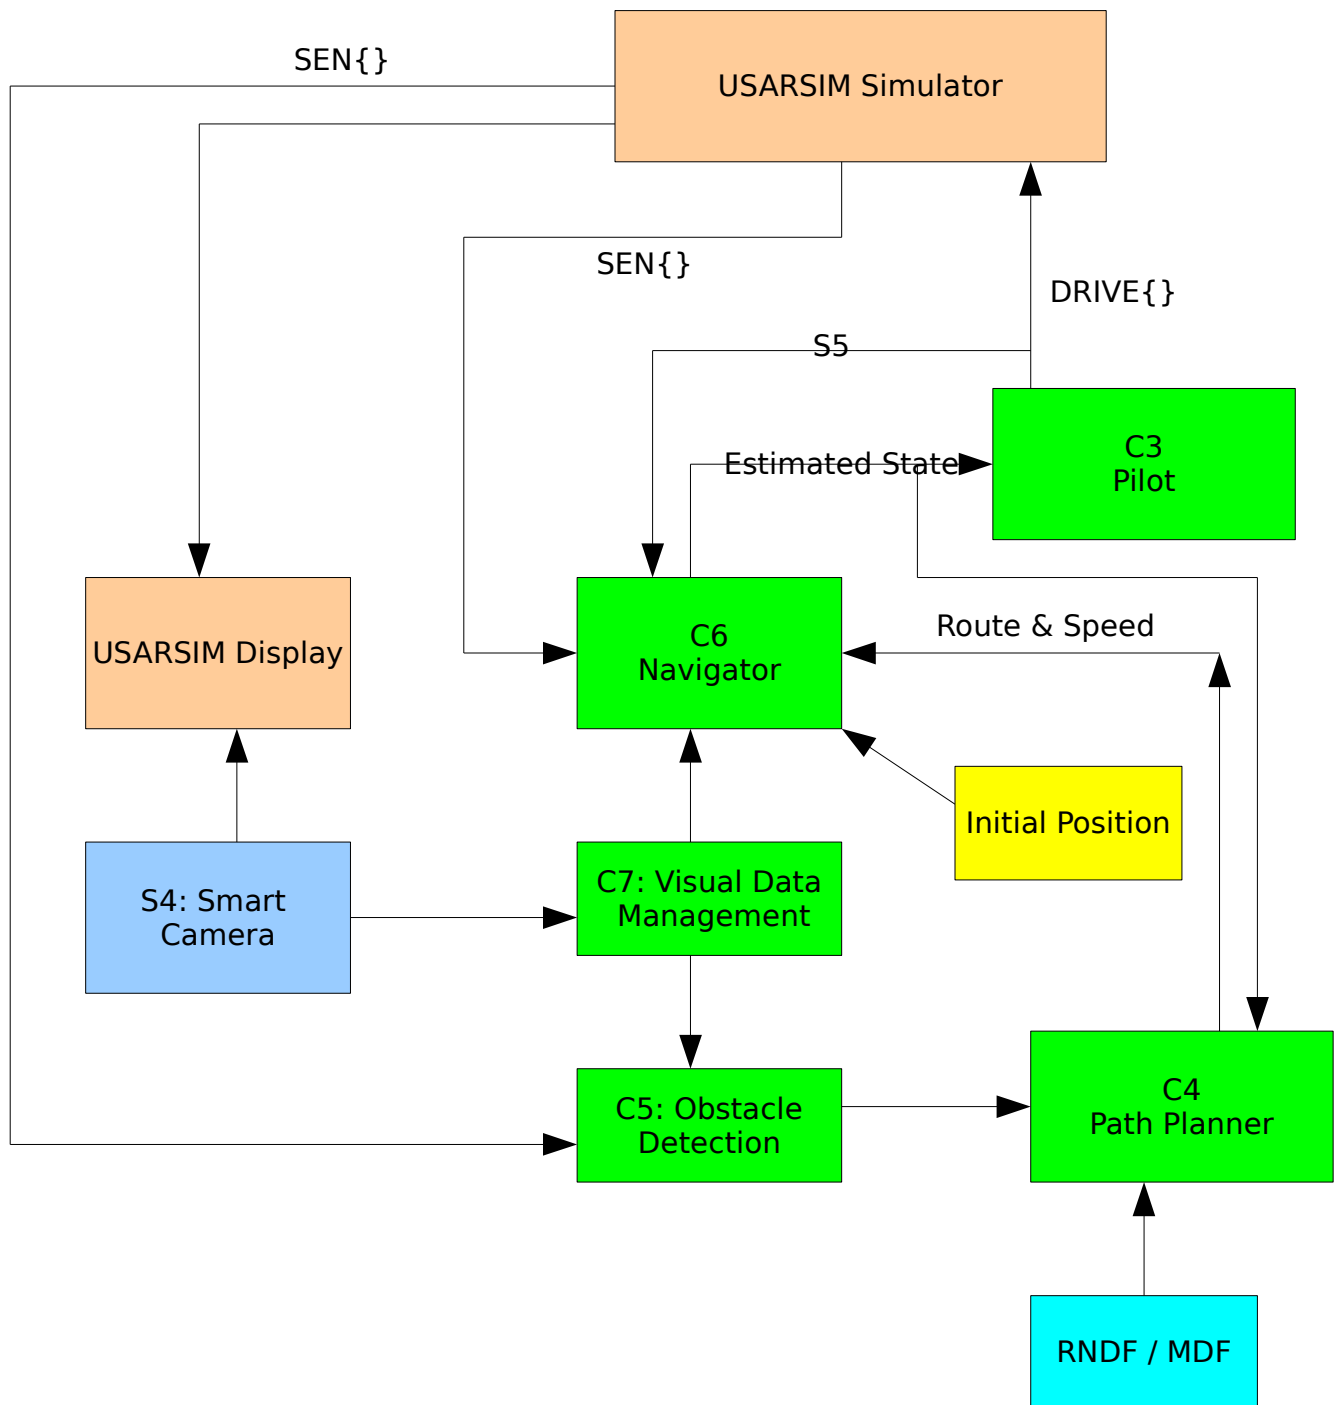 SEN{}
USARSIM Simulator
SEN{}
DRIVE{}
S5
C3
Pilot
Estimated State
C6
Navigator
Route & Speed
USARSIM Display
Initial Position
C7: Visual Data
Management
S4: Smart
Camera
C5: Obstacle
Detection
C4
Path Planner
RNDF / MDF